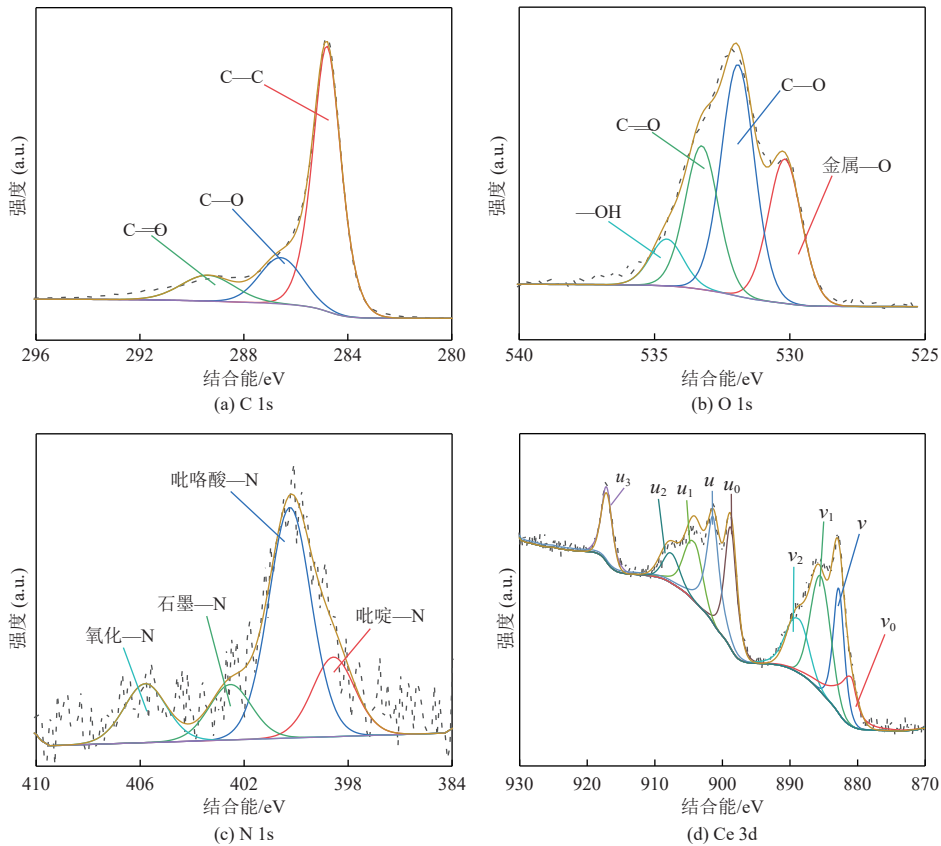 C—C
C—O
C═O
强度 (a.u.)
296 292 288 284 280
结合能/eV
(a) C 1s
C—O
C═O
金属—O
—OH
强度 (a.u.)
540 535 530 525
结合能/eV
(b) O 1s
吡咯酸—N
石墨—N
吡啶—N
氧化—N
强度 (a.u.)
410 406 402 398 384
结合能/eV
(c) N 1s
u3 u2 u1 u u0
v1 v
v2
v0
强度 (a.u.)
930 920 910 900 890 880 870
结合能/eV
(d) Ce 3d